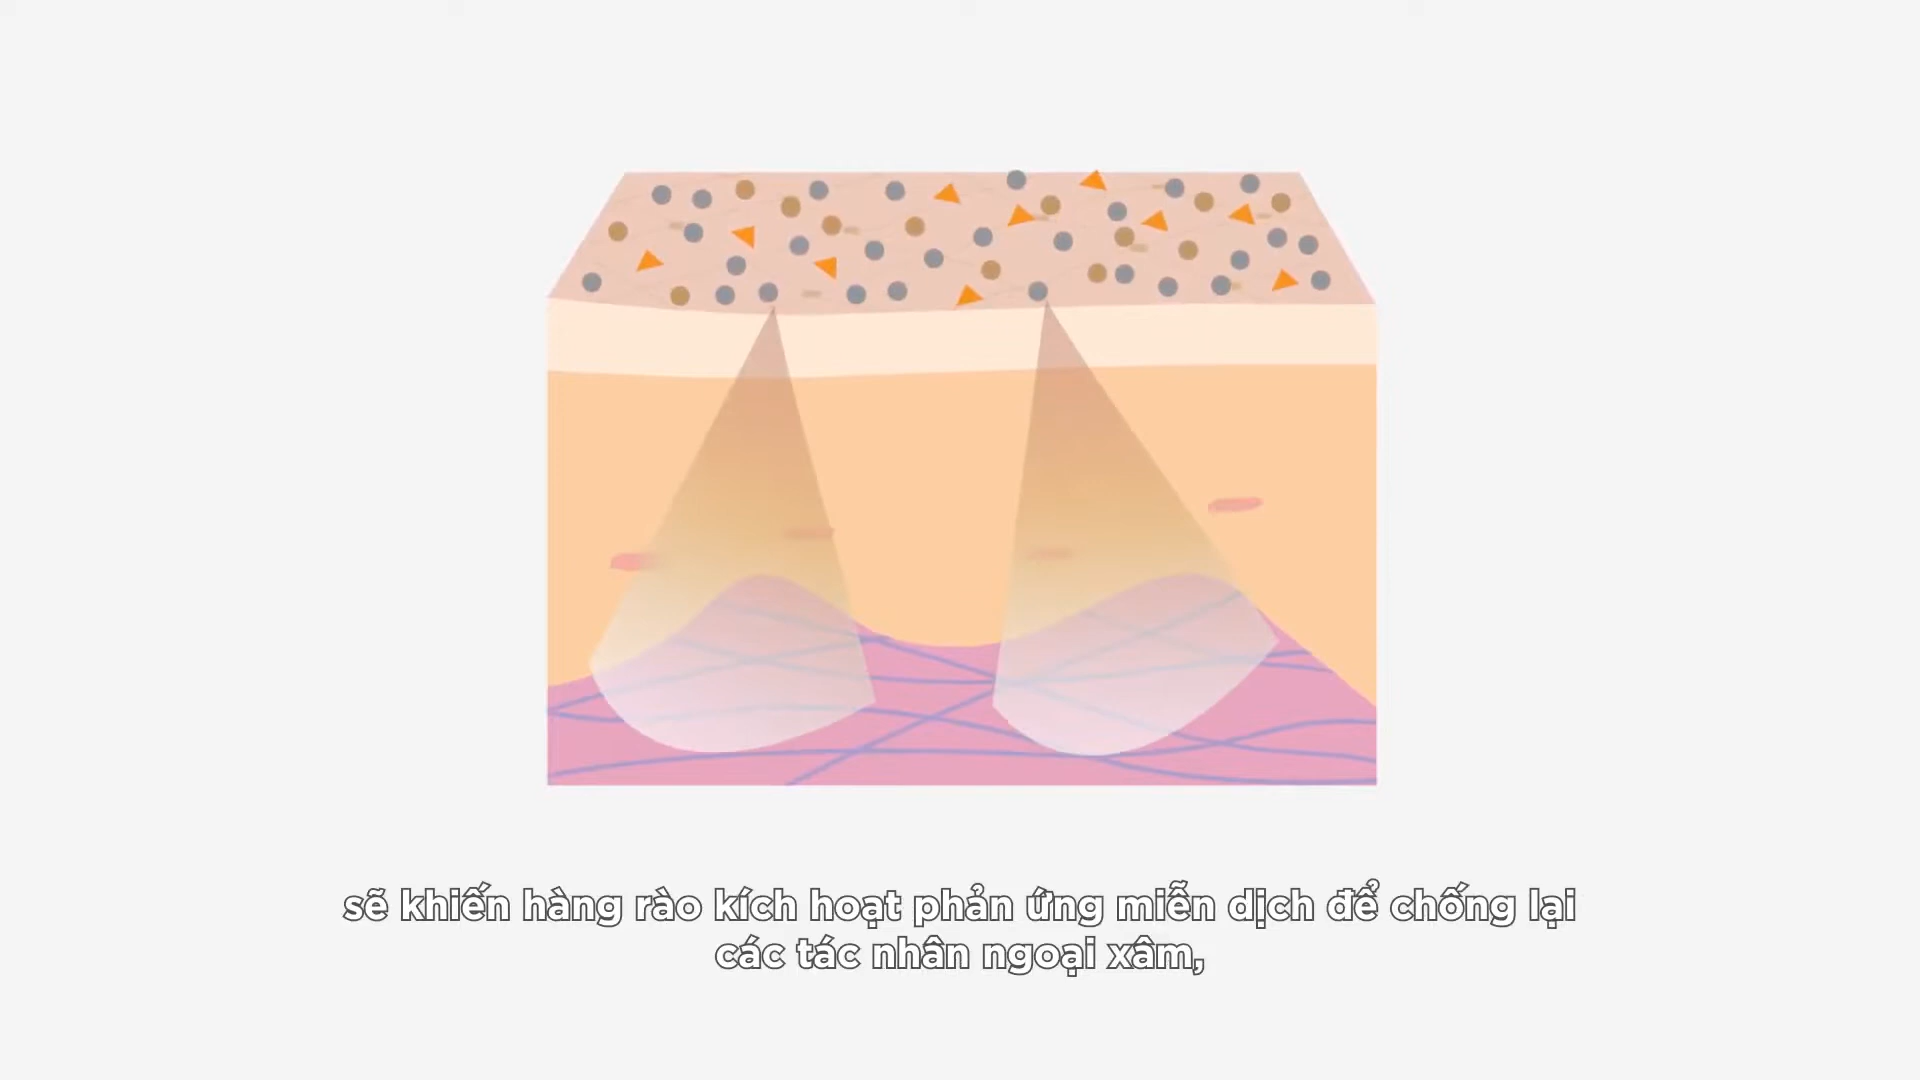 sẽ khiến hàng rào kích hoạt phản ứng miễn dịch để chống lại
các tác nhân ngoại xâm,